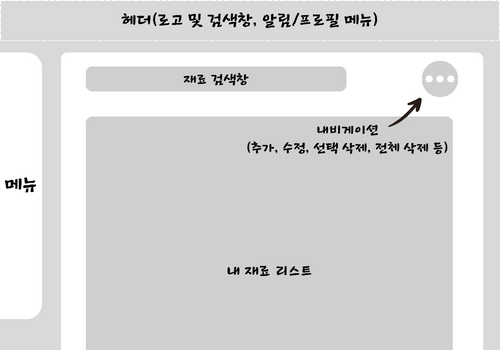 헤더(로고 및 검색창, 알림/프로필 메뉴)
재료 검색창
내비게이션
(추가, 수정, 선택 삭제, 전체 삭제 등)
메뉴
내 재료 리스트